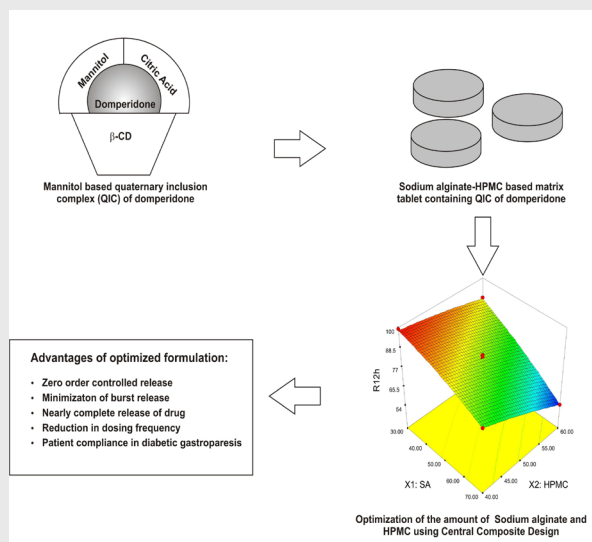 Mannitol
Citric Acid
Domperidone
β-CD
Mannitol based quaternary inclusion
complex (QIC) of domperidone
Sodium alginate-HPMC based matrix
tablet containing QIC of domperidone
100
88.5
77
65.5
54
R12h
30.00
40.00
50.00
60.00
70.00
X1: SA
40.00
45.00
50.00
55.00
60.00
X2: HPMC
Optimization of the amount of Sodium alginate and
HPMC using Central Composite Design
Advantages of optimized formulation:
• Zero order controlled release
• Minimizaton of burst release
• Nearly complete release of drug
• Reduction in dosing frequency
• Patient compliance in diabetic gastroparesis